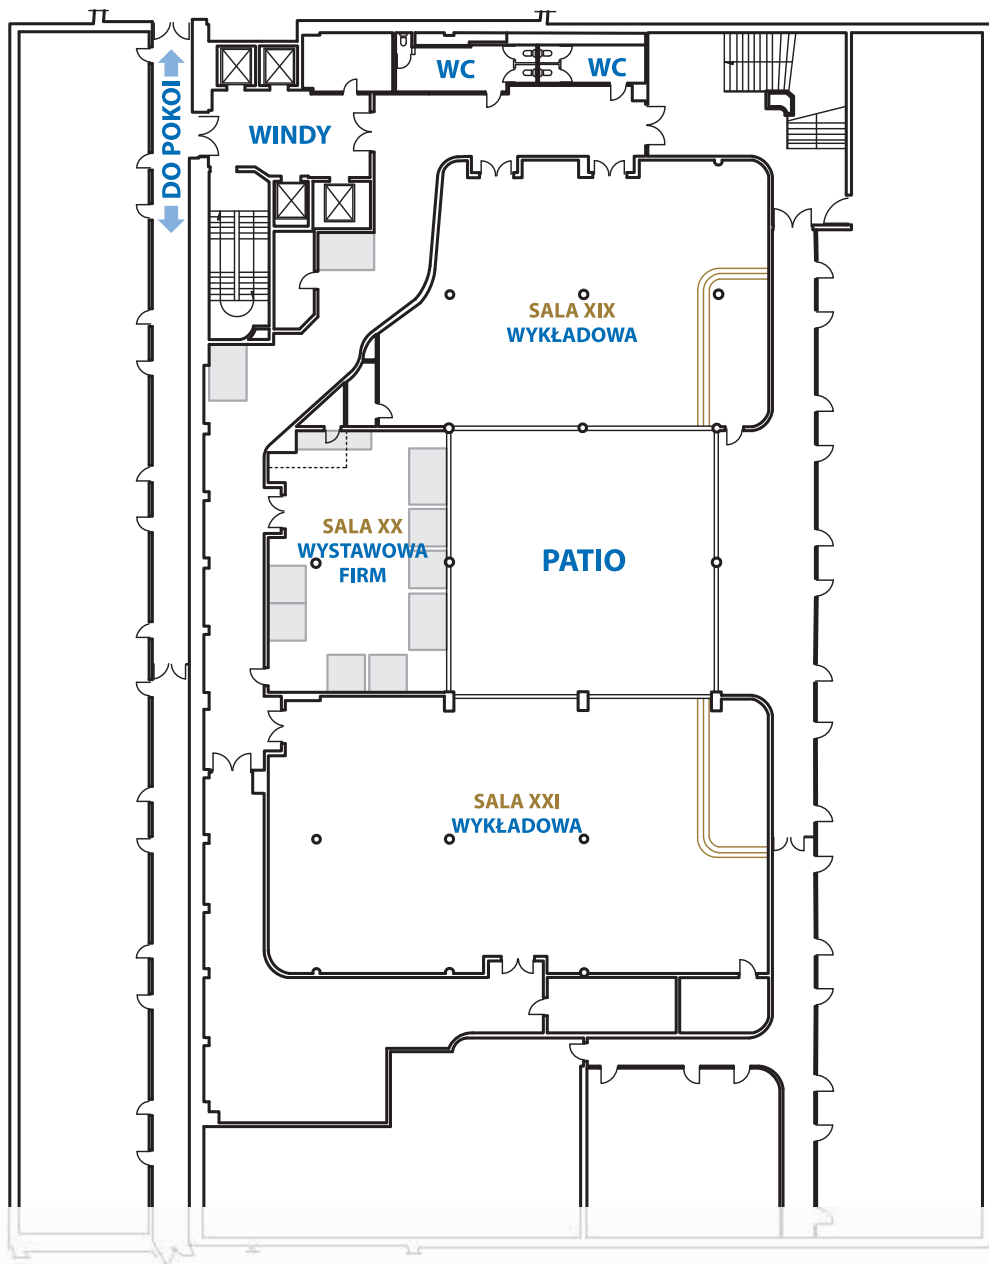 WC
WC
WINDY
DO POKOI
SALA XIX
WYKŁADOWA
SALA XX
WYSTAWOWA
FIRM
PATIO
SALA XXI
WYKŁADOWA